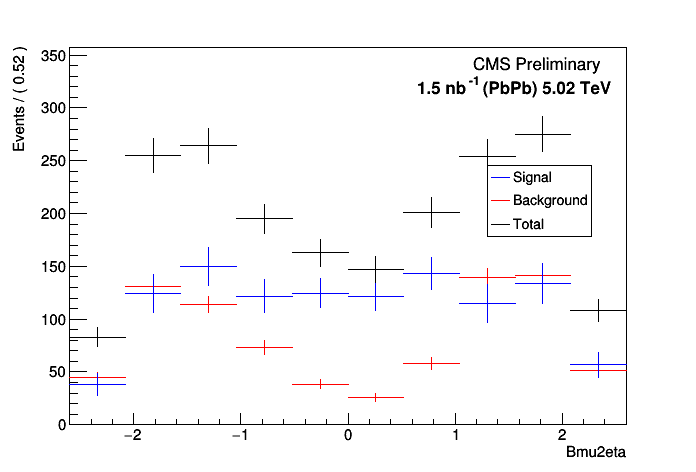 CMS Preliminary
1.5 nb-1 (PbPb) 5.02 TeV
Events / ( 0.52 )
350
300
250
200
150
100
50
0
Signal
Background
Total
−2 −1 0 1 2
Bmu2eta